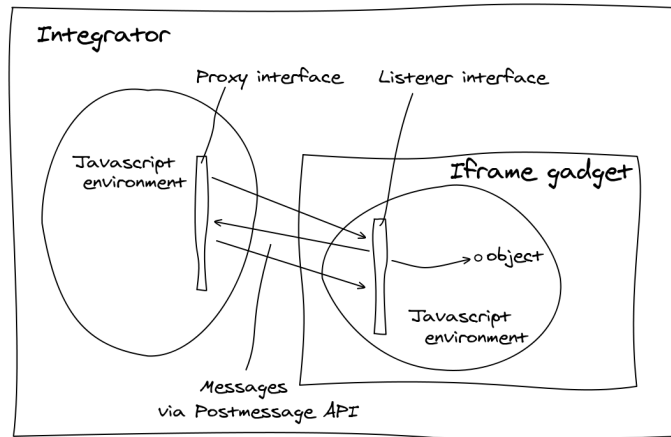 Integrator
Proxy interface
Listener interface
Javascript
environment
Iframe gadget
object
Javascript
environment
Messages
via Postmessage API